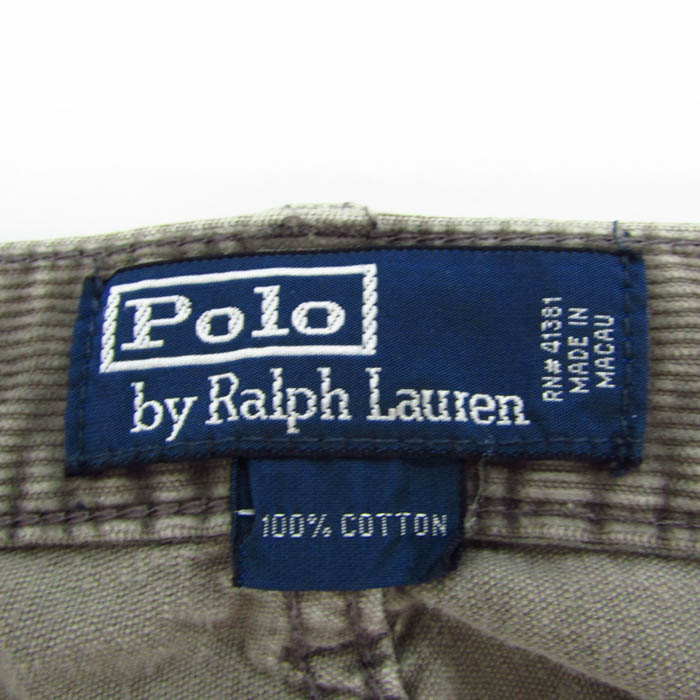 Polo
by Ralph Lauren
RN# 41381
MADE IN
MACAU
100% COTTON